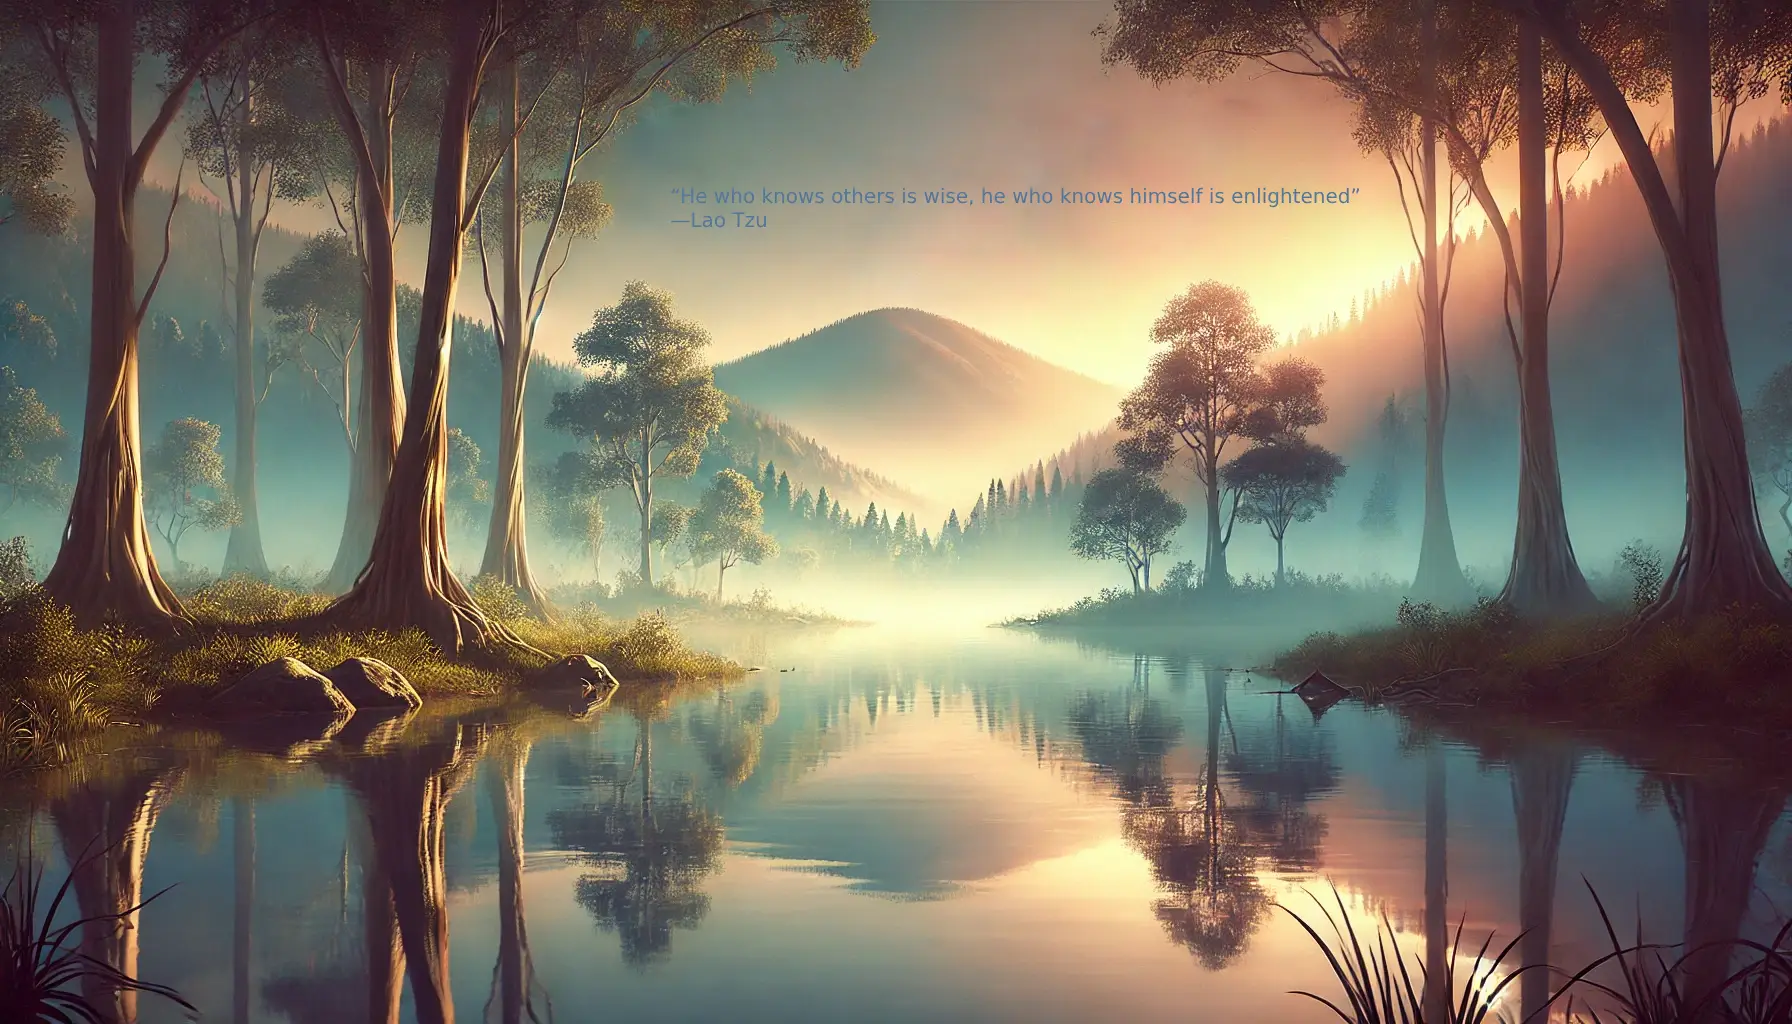 “He who knows others is wise, he who knows himself is enlightened”
—Lao Tzu